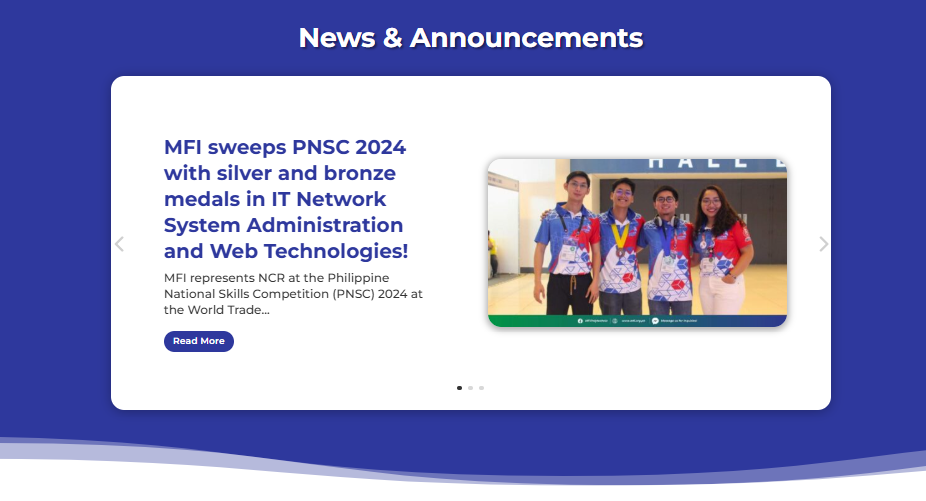 News & Announcements
MFI sweeps PNSC 2024
with silver and bronze
medals in IT Network
System Administration
and Web Technologies!
MFI represents NCR at the Philippine
National Skills Competition (PNSC) 2024 at
the World Trade...
Read More
HALL